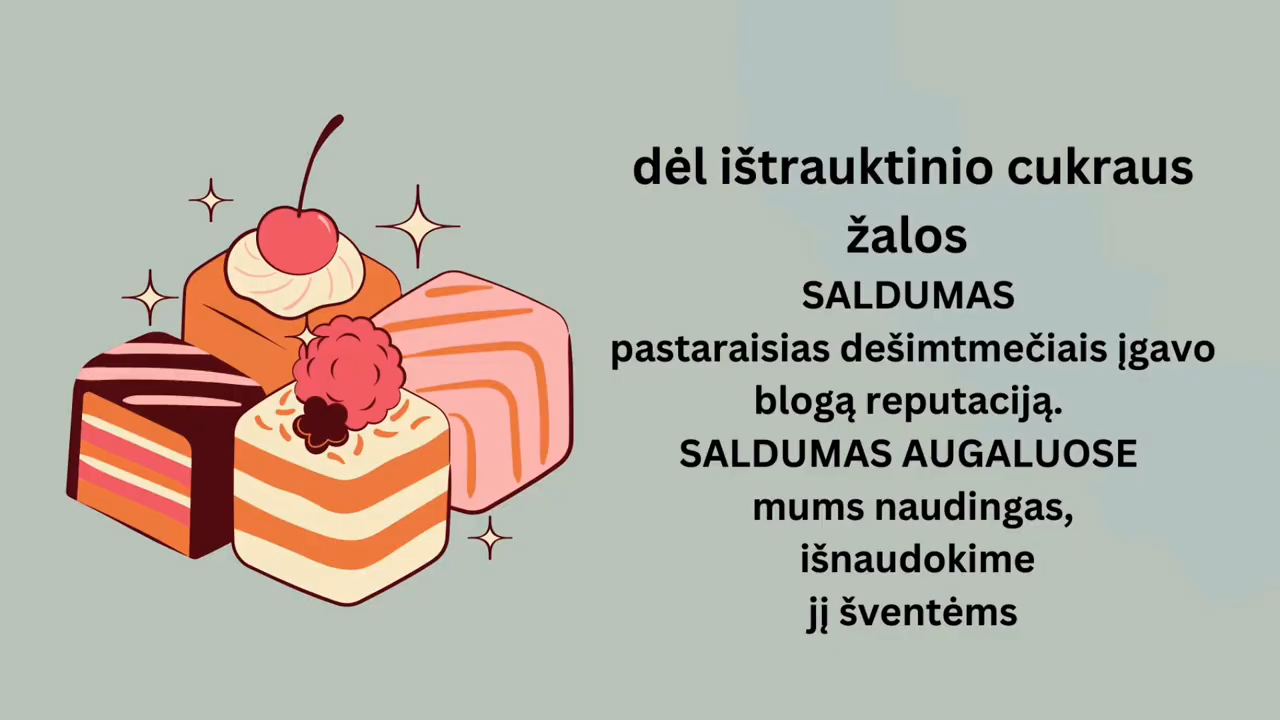 dėl ištrauktinio cukraus
žalos
SALDUMAS
pastaraisias dešimtmečiais įgavo
blogą reputaciją.
SALDUMAS AUGALUOSE
mums naudingas,
išnaudokime
jį šventėms